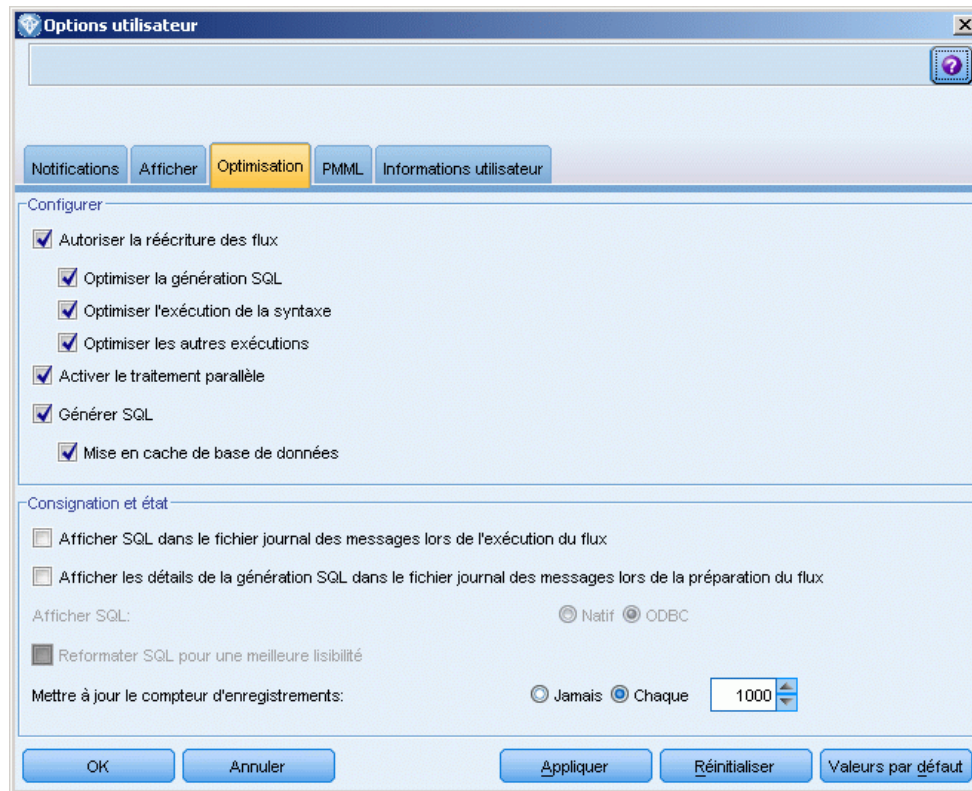 Options utilisateur
Notifications
Afficher
Optimisation
PMML
Informations utilisateur
Configurer
Autoriser la réécriture des flux
Optimiser la génération SQL
Optimiser l'exécution de la syntaxe
Optimiser les autres exécutions
Activer le traitement parallèle
Générer SQL
Mise en cache de base de données
Consignation et état
Afficher SQL dans le fichier journal des messages lors de l'exécution du flux
Afficher les détails de la génération SQL dans le fichier journal des messages lors de la préparation du flux
Afficher SQL: Natif ODBC
Reformater SQL pour une meilleure lisibilité
Mettre à jour le compteur d'enregistrements: Jamais Chaque 1000
OK Annuler Appliquer Réinitialiser Valeurs par défaut